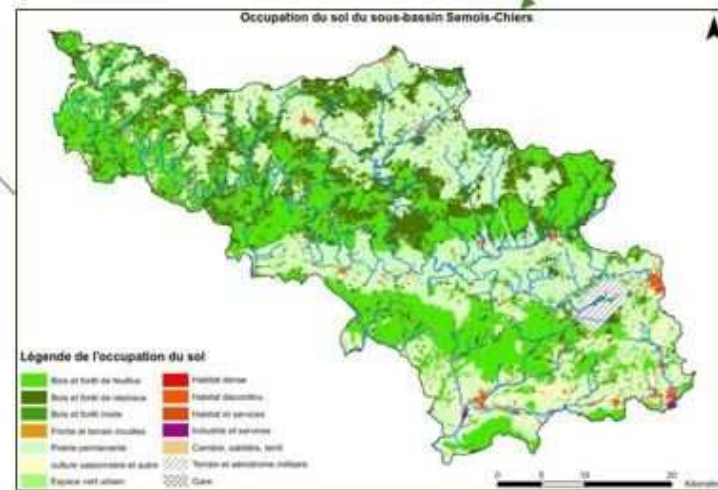 Occupation du sol du sous-bassin Semois-Chiers
Légende de l'occupation du sol
Bois et forêt de feuillus
Bois et forêt de résineux
Bois et forêt mixte
Friche et terrain incultes
Prairie permanente
culture saisonnière et autre
Espace vert urbain
Habitat dense
Habitat discontinu
Habitat et services
Industrie et services
Carrière, sablière, terril
Terrain et aérodrome militaire
Gare
0 5 10 20
Kilomètres